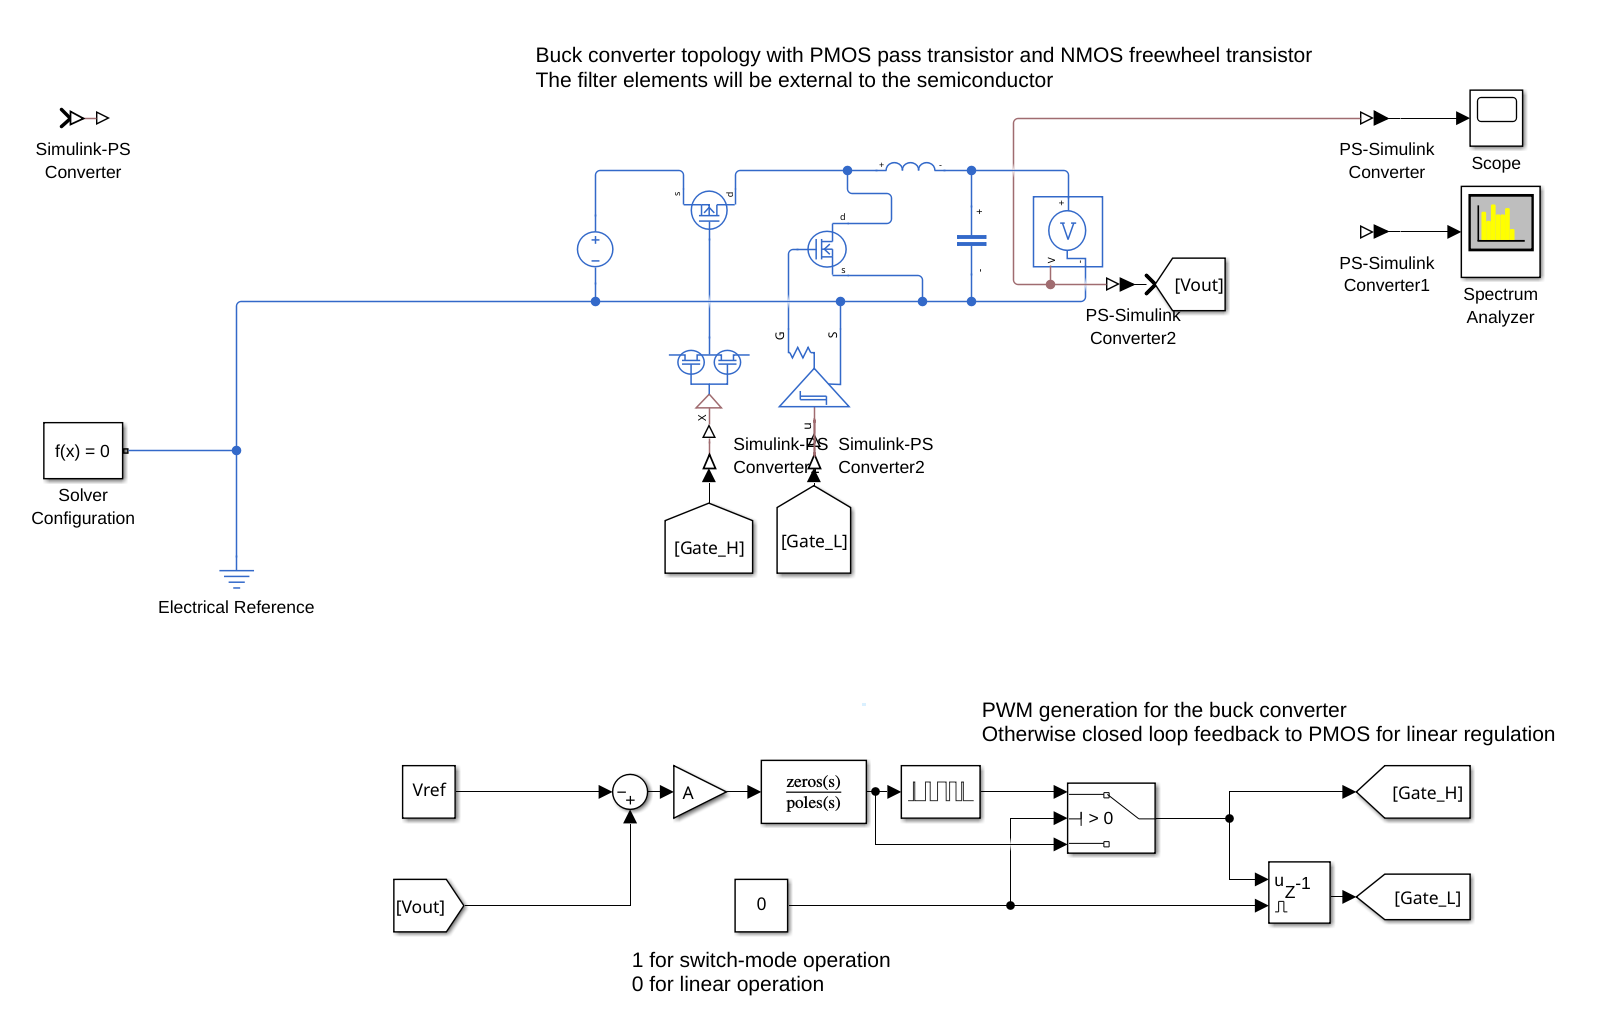 Buck converter topology with PMOS pass transistor and NMOS freewheel transistor
The filter elements will be external to the semiconductor
Simulink-PS
Converter
PS-Simulink
Converter
Scope
s
d
+
-
d
s
+
-
+
-
V
V
+
−
[Vout]
PS-Simulink
Converter1
Spectrum
Analyzer
PS-Simulink
Converter2
G
S
X
u
f(x) = 0
Solver
Configuration
Simulink-PS
Converter
Simulink-PS
Converter2
[Gate_H]
[Gate_L]
Electrical Reference
PWM generation for the buck converter
Otherwise closed loop feedback to PMOS for linear regulation
Vref
−
+
A
zeros(s)
poles(s)
> 0
[Gate_H]
[Vout]
0
u
Z-1
[Gate_L]
1 for switch-mode operation
0 for linear operation